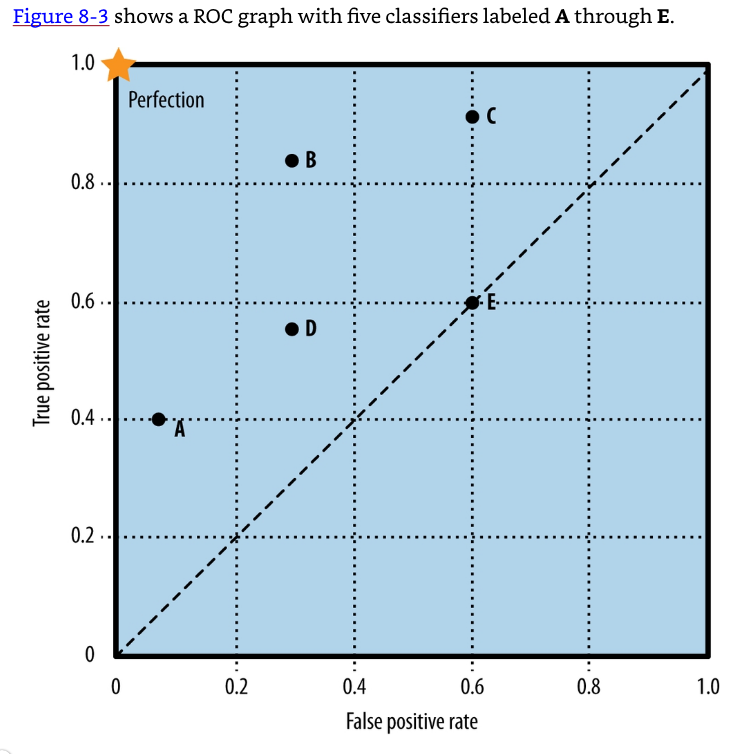 Figure 8-3 shows a ROC graph with five classifiers labeled A through E.
1.0
Perfection
C
B
0.8
0.6
E
D
0.4
A
0.2
0
True positive rate
0 0.2 0.4 0.6 0.8 1.0
False positive rate